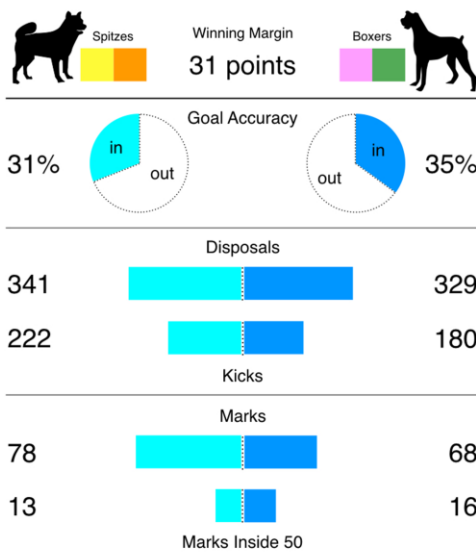 Spitzes
Winning Margin
Boxers
31 points
Goal Accuracy
31%
in
out
out
in
35%
Disposals
341
329
222
180
Kicks
Marks
78
68
13
16
Marks Inside 50